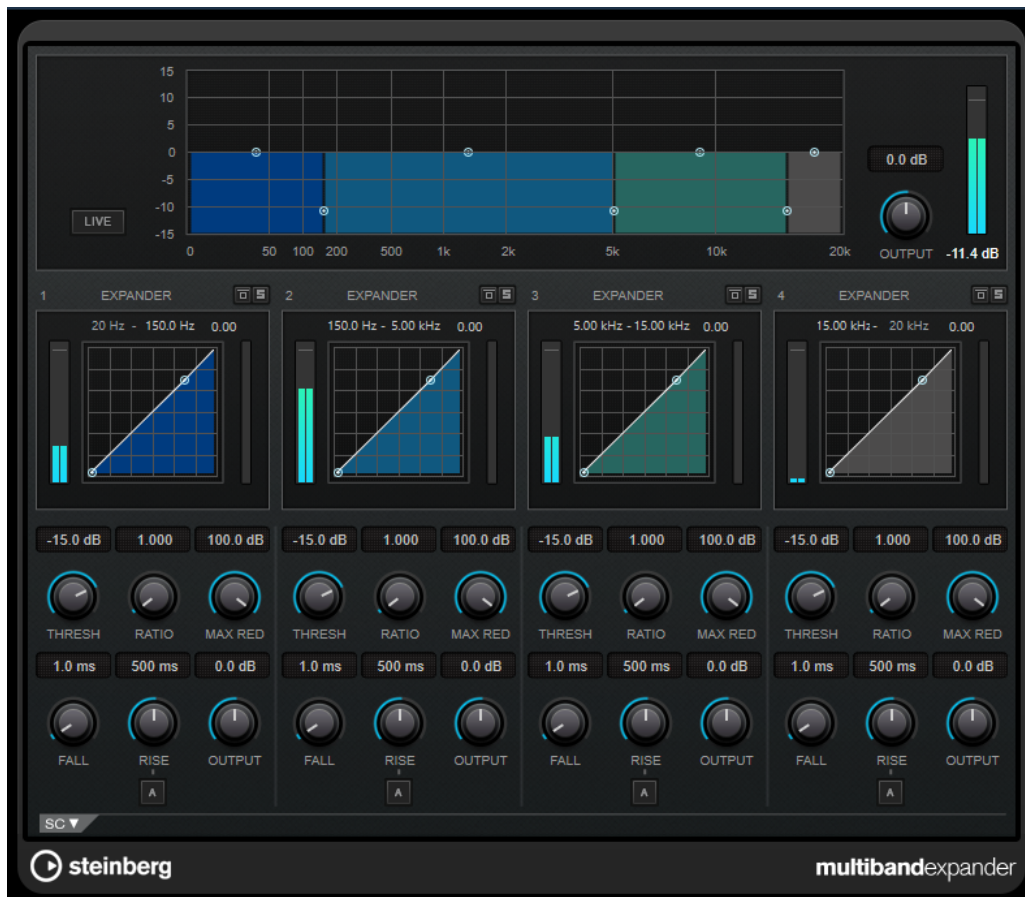 15
10
5
0
-5
-10
-15
LIVE
0 50 100 200 500 1k 2k 5k 10k 20k
0.0 dB
OUTPUT -11.4 dB
1 EXPANDER S 2 EXPANDER S 3 EXPANDER S 4 EXPANDER S
20 Hz - 150.0 Hz 0.00 150.0 Hz - 5.00 kHz 0.00 5.00 kHz - 15.00 kHz 0.00 15.00 kHz - 20 kHz 0.00
-15.0 dB 1.000 100.0 dB -15.0 dB 1.000 100.0 dB -15.0 dB 1.000 100.0 dB -15.0 dB 1.000 100.0 dB
THRESH RATIO MAX RED THRESH RATIO MAX RED THRESH RATIO MAX RED THRESH RATIO MAX RED
1.0 ms 500 ms 0.0 dB 1.0 ms 500 ms 0.0 dB 1.0 ms 500 ms 0.0 dB 1.0 ms 500 ms 0.0 dB
FALL RISE OUTPUT FALL RISE OUTPUT FALL RISE OUTPUT FALL RISE OUTPUT
A A A A
SC ▼
steinberg multibandexpander